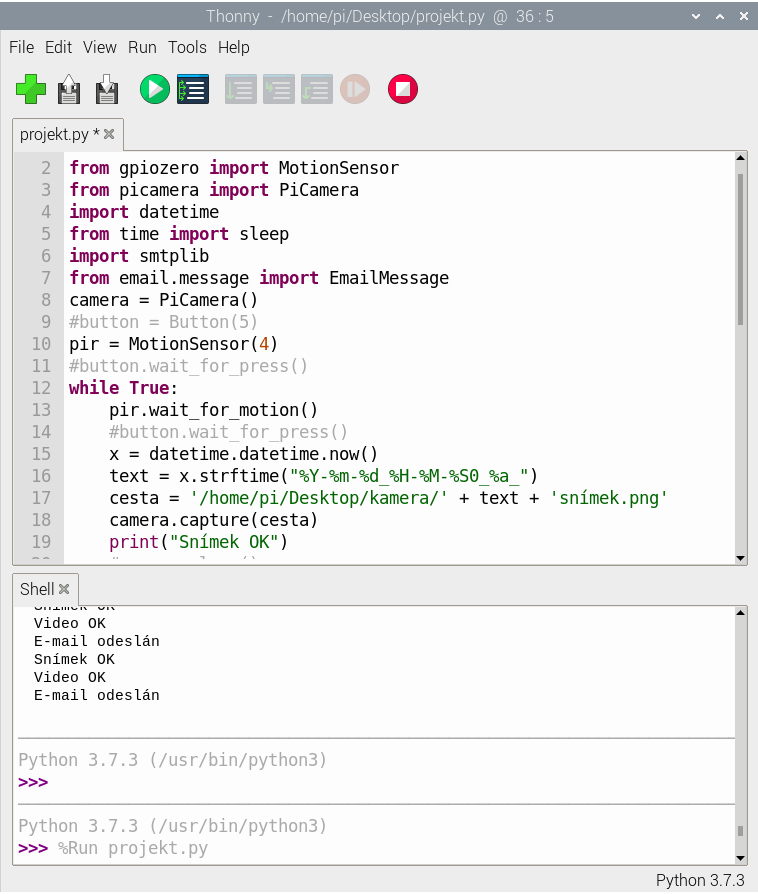 Thonny - /home/pi/Desktop/projekt.py @ 36 : 5
File Edit View Run Tools Help
projekt.py *
2 from gpiozero import MotionSensor
3 from picamera import PiCamera
4 import datetime
5 from time import sleep
6 import smtplib
7 from email.message import EmailMessage
8 camera = PiCamera()
9 #button = Button(5)
10 pir = MotionSensor(4)
11 #button.wait_for_press()
12 while True:
13     pir.wait_for_motion()
14     #button.wait_for_press()
15     x = datetime.datetime.now()
16     text = x.strftime("%Y-%m-%d_%H-%M-%S0_%a_")
17     cesta = '/home/pi/Desktop/kamera/' + text + 'snímek.png'
18     camera.capture(cesta)
19     print("Snímek OK")
Shell
Snímek OK
Video OK
E-mail odeslán
Snímek OK
Video OK
E-mail odeslán
Python 3.7.3 (/usr/bin/python3)
>>>
Python 3.7.3 (/usr/bin/python3)
>>> %Run projekt.py
Python 3.7.3